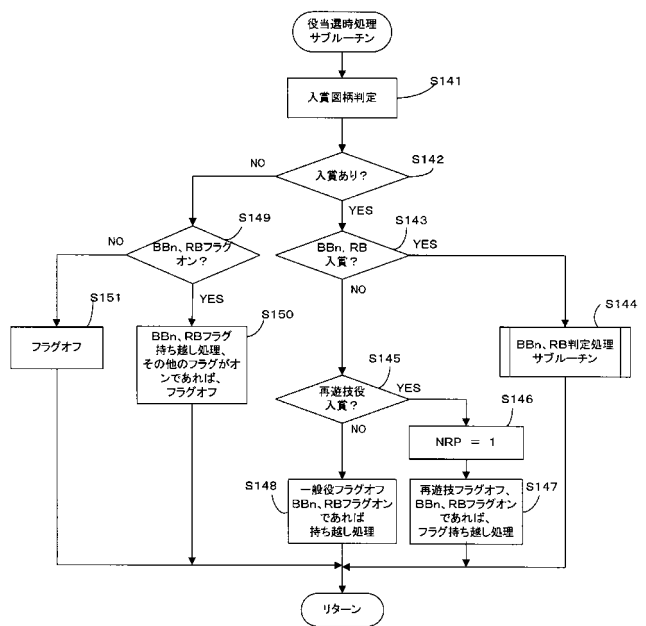 役当選時処理
サブルーチン
S141
入賞図柄判定
S142
入賞あり?
NO
YES
S149
BBn、RBフラグ
オン?
NO
YES
S143
BBn、RB
入賞?
YES
NO
S151
フラグオフ
S150
BBn、RBフラグ
持ち越し処理、
その他のフラグがオ
ンであれば、
フラグオフ
S144
BBn、RB判定処理
サブルーチン
S145
再遊技役
入賞?
YES
NO
S146
NRP = 1
S148
一般役フラグオフ
BBn、RBフラグオン
であれば
持ち越し処理
S147
再遊技フラグオフ、
BBn、RBフラグオン
であれば、
フラグ持ち越し処理
リターン